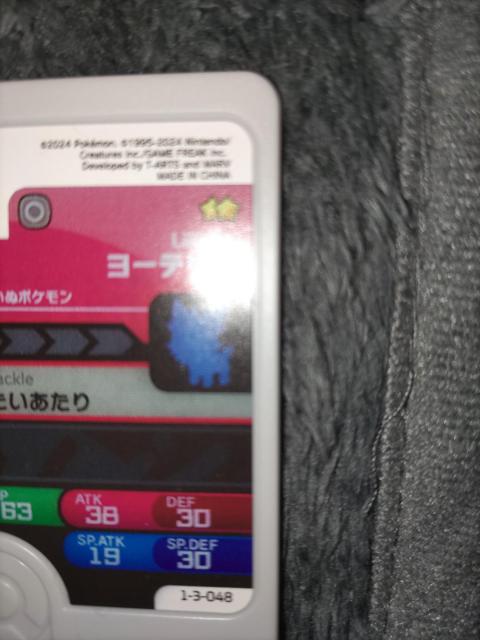 ©2024 Pokémon. ©1995-2024 Nintendo/
Creatures Inc./GAME FREAK inc.
Developed by T-ARTS and MARV
MADE IN CHINA
ヨーテ
いぬポケモン
ackle
たいあたり
P
63
ATK
38
DEF
30
SP.ATK
19
SP.DEF
30
1-3-048